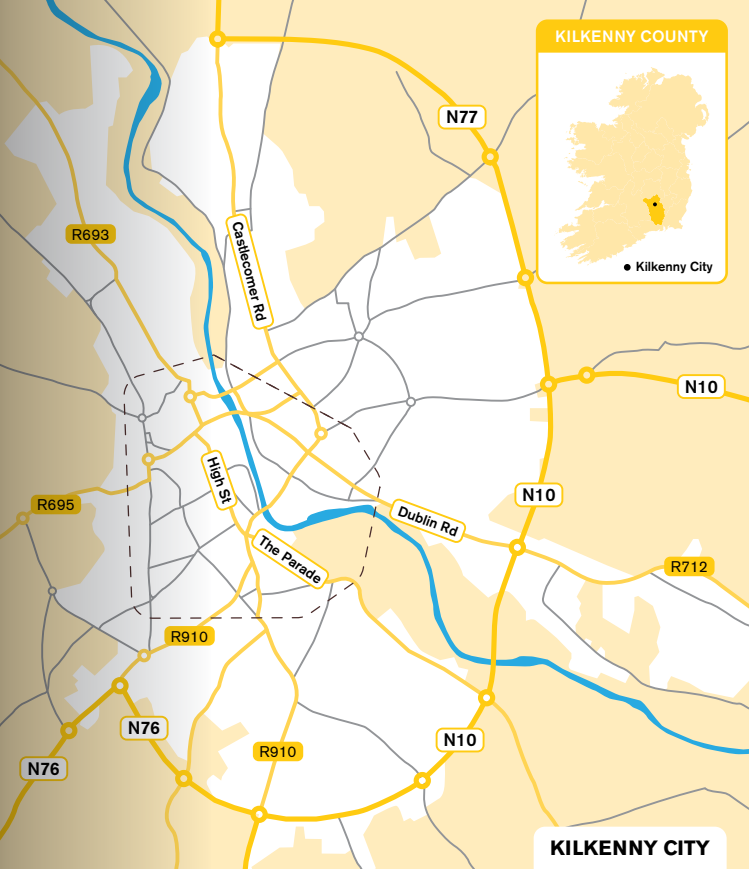 KILKENNY COUNTY
N77
Kilkenny City
R693
Castlecomer Rd
N10
High St
R695
N10
Dublin Rd
The Parade
R712
R910
N76
N10
R910
N76
KILKENNY CITY